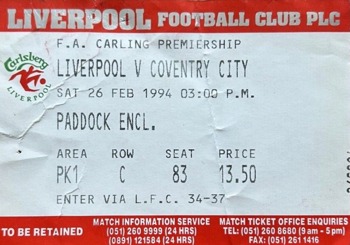 LIVERPOOL FOOTBALL CLUB PLC
F.A. CARLING PREMIERSHIP
Carlsberg
LIVERPOOL
LIVERPOOL V COVENTRY CITY
SAT 26 FEB 1994 03:00 P.M.
PADDOCK ENCL.
AREA ROW SEAT PRICE
PK1 C 83 13.50
ENTER VIA L.F.C. 34-37
TO BE RETAINED
MATCH INFORMATION SERVICE
(051) 260 9999 (24 HRS)
(0891) 121584 (24 HRS)
MATCH TICKET OFFICE ENQUIRIES
TEL: (051) 260 8680 (9am - 5pm)
FAX: (051) 261 1416